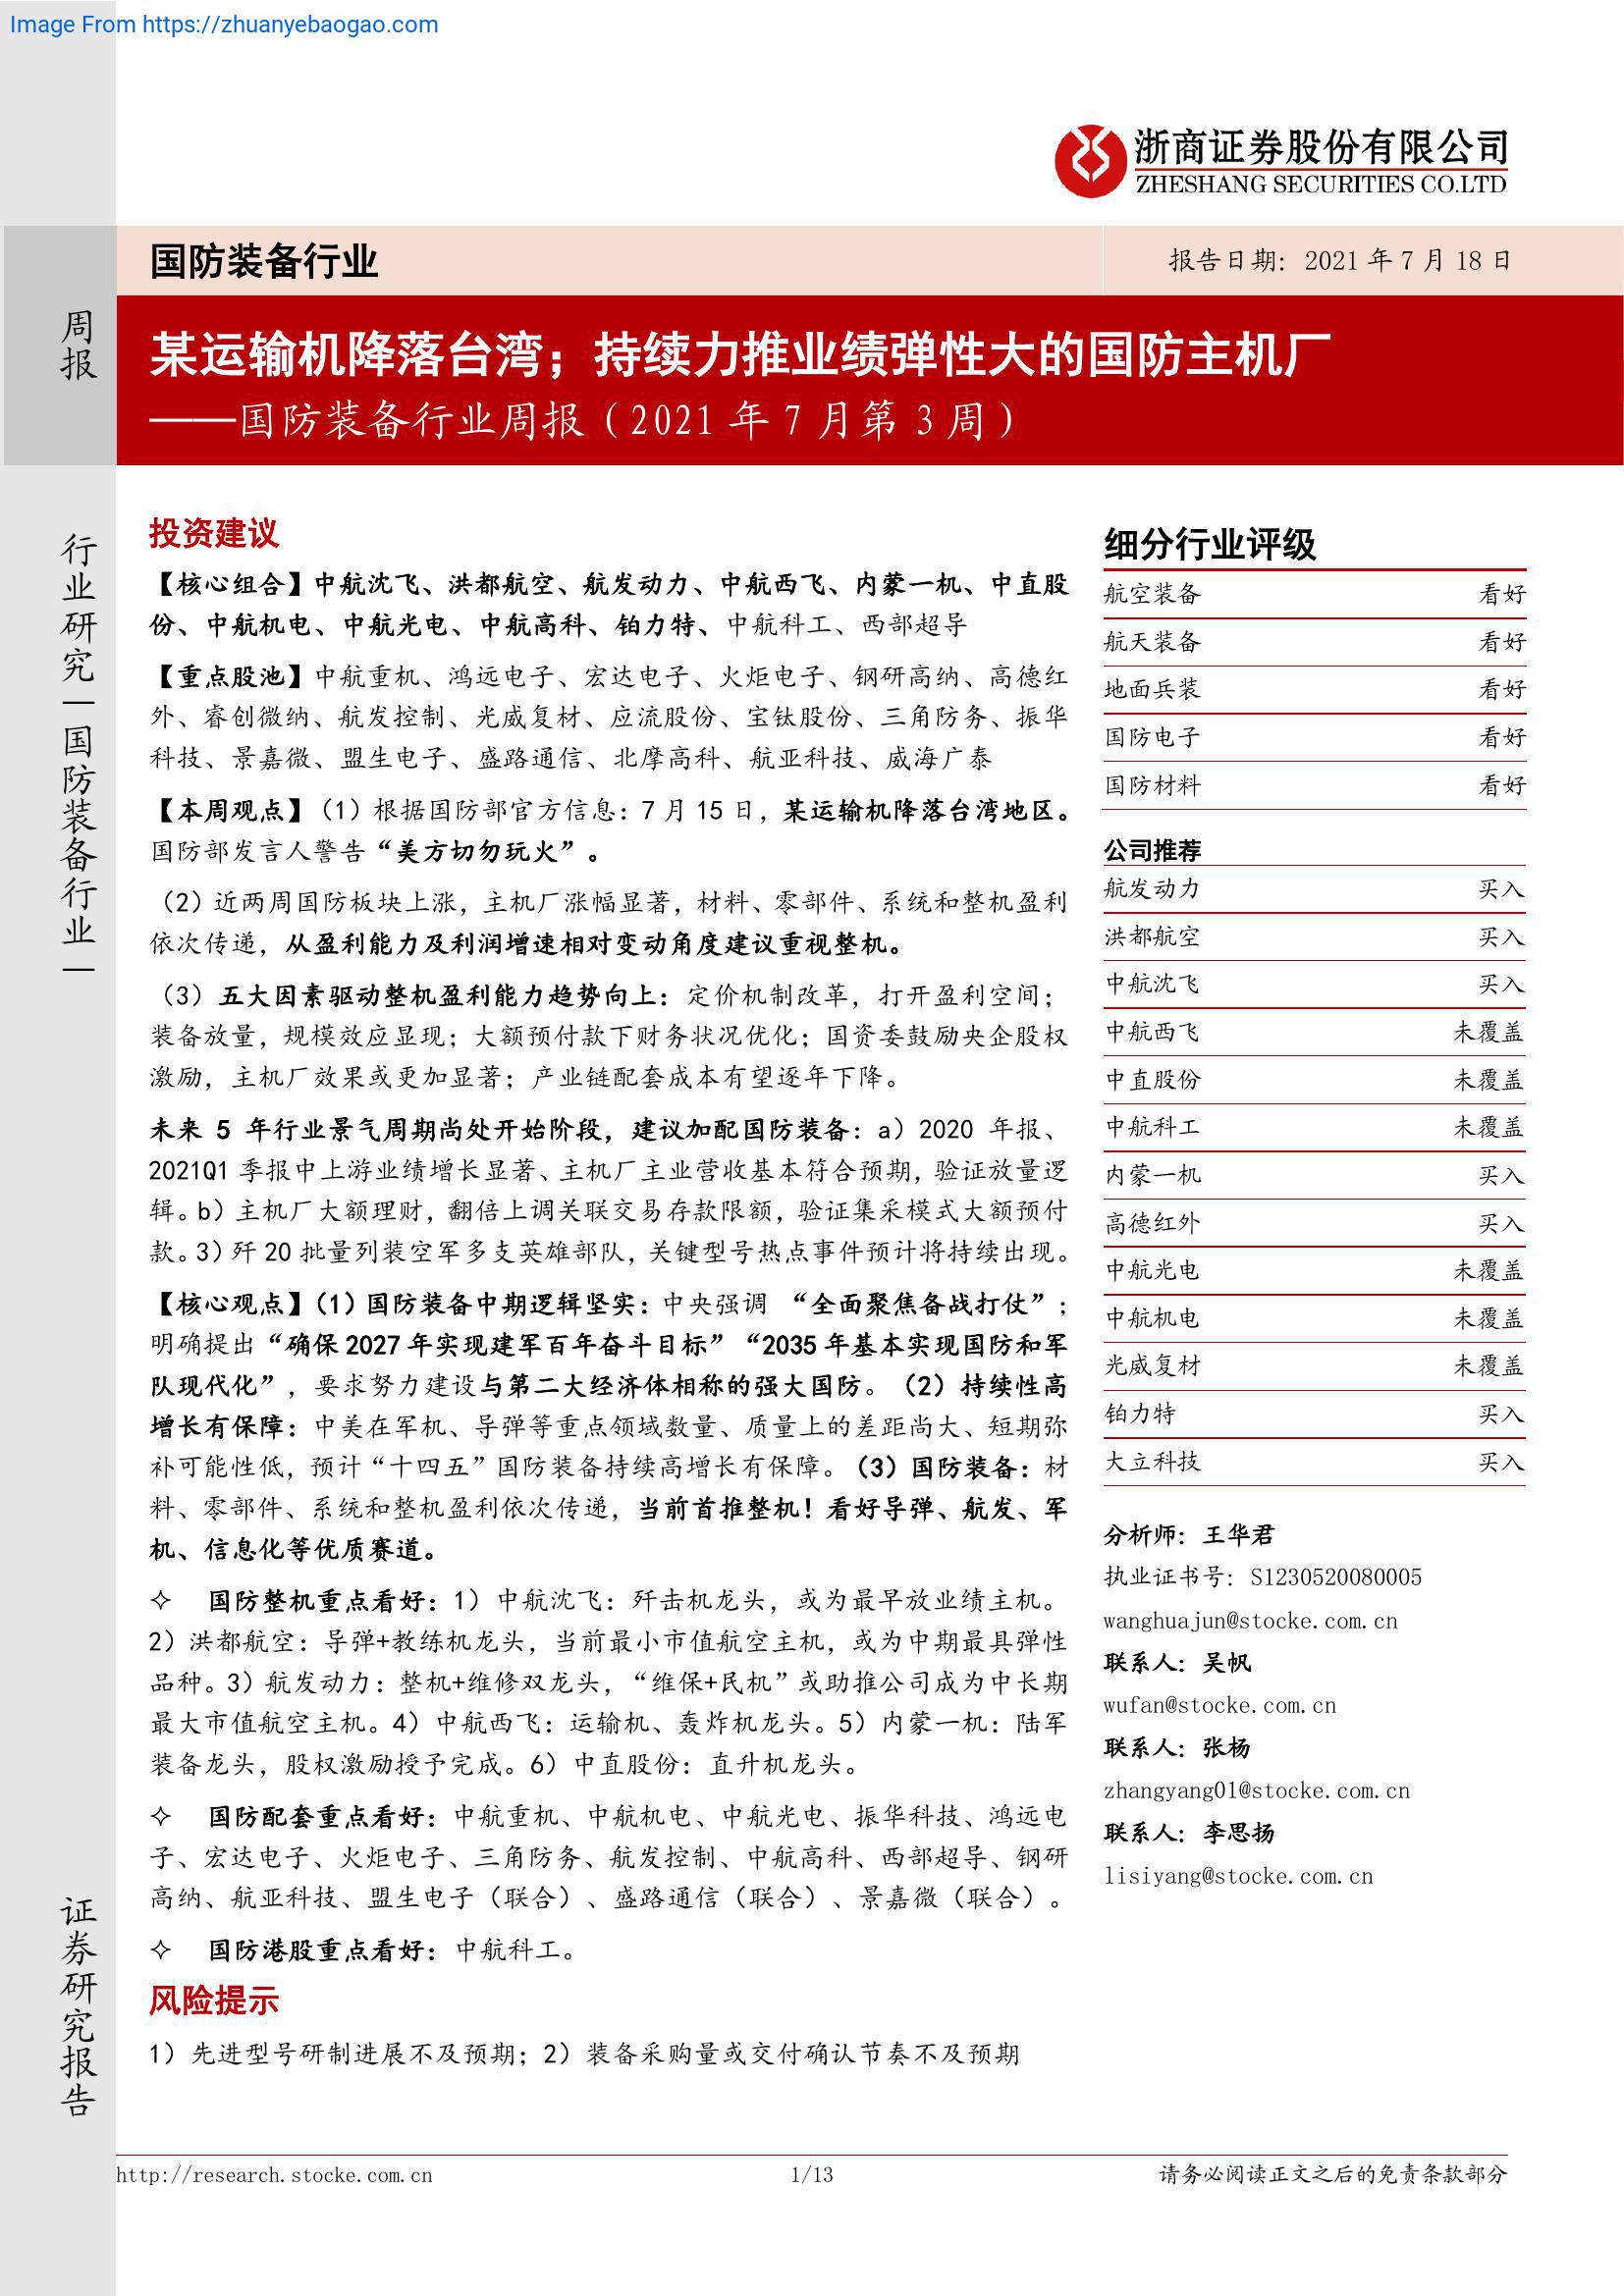 Image From https://zhuanyebaogao.com
浙商证券股份有限公司
ZHESHANG SECURITIES CO.LTD
国防装备行业
报告日期：2021 年 7 月 18 日
周报
某运输机降落台湾；持续力推业绩弹性大的国防主机厂
——国防装备行业周报（2021 年 7 月第 3 周）
行业研究｜国防装备行业｜
证券研究报告
投资建议
【核心组合】中航沈飞、洪都航空、航发动力、中航西飞、内蒙一机、中直股
份、中航机电、中航光电、中航高科、铂力特、中航科工、西部超导
【重点股池】中航重机、鸿远电子、宏达电子、火炬电子、钢研高纳、高德红
外、睿创微纳、航发控制、光威复材、应流股份、宝钛股份、三角防务、振华
科技、景嘉微、盟生电子、盛路通信、北摩高科、航亚科技、威海广泰
【本周观点】（1）根据国防部官方信息：7 月 15 日，某运输机降落台湾地区。
国防部发言人警告“美方切勿玩火”。
（2）近两周国防板块上涨，主机厂涨幅显著，材料、零部件、系统和整机盈利
依次传递，从盈利能力及利润增速相对变动角度建议重视整机。
（3）五大因素驱动整机盈利能力趋势向上：定价机制改革，打开盈利空间；
装备放量，规模效应显现；大额预付款下财务状况优化；国资委鼓励央企股权
激励，主机厂效果或更加显著；产业链配套成本有望逐年下降。
未来 5 年行业景气周期尚处开始阶段，建议加配国防装备：a）2020 年报、
2021Q1 季报中上游业绩增长显著、主机厂主业营收基本符合预期，验证放量逻
辑。b）主机厂大额理财，翻倍上调关联交易存款限额，验证集采模式大额预付
款。3）歼 20 批量列装空军多支英雄部队，关键型号热点事件预计将持续出现。
【核心观点】（1）国防装备中期逻辑坚实：中央强调 “全面聚焦备战打仗”；
明确提出“确保 2027 年实现建军百年奋斗目标”“2035 年基本实现国防和军
队现代化”，要求努力建设与第二大经济体相称的强大国防。（2）持续性高
增长有保障：中美在军机、导弹等重点领域数量、质量上的差距尚大、短期弥
补可能性低，预计“十四五”国防装备持续高增长有保障。（3）国防装备：材
料、零部件、系统和整机盈利依次传递，当前首推整机！看好导弹、航发、军
机、信息化等优质赛道。
✧ 国防整机重点看好：1）中航沈飞：歼击机龙头，或为最早放业绩主机。
2）洪都航空：导弹+教练机龙头，当前最小市值航空主机，或为中期最具弹性
品种。3）航发动力：整机+维修双龙头，“维保+民机”或助推公司成为中长期
最大市值航空主机。4）中航西飞：运输机、轰炸机龙头。5）内蒙一机：陆军
装备龙头，股权激励授予完成。6）中直股份：直升机龙头。
✧ 国防配套重点看好：中航重机、中航机电、中航光电、振华科技、鸿远电
子、宏达电子、火炬电子、三角防务、航发控制、中航高科、西部超导、钢研
高纳、航亚科技、盟生电子（联合）、盛路通信（联合）、景嘉微（联合）。
✧ 国防港股重点看好：中航科工。
风险提示
1）先进型号研制进展不及预期；2）装备采购量或交付确认节奏不及预期
细分行业评级
航空装备 看好
航天装备 看好
地面兵装 看好
国防电子 看好
国防材料 看好
公司推荐
航发动力 买入
洪都航空 买入
中航沈飞 买入
中航西飞 未覆盖
中直股份 未覆盖
中航科工 未覆盖
内蒙一机 买入
高德红外 买入
中航光电 未覆盖
中航机电 未覆盖
光威复材 未覆盖
铂力特 买入
大立科技 买入
分析师：王华君
执业证书号：S1230520080005
wanghuajun@stocke.com.cn
联系人：吴帆
wufan@stocke.com.cn
联系人：张杨
zhangyang01@stocke.com.cn
联系人：李思扬
lisiyang@stocke.com.cn
http://research.stocke.com.cn
1/13
请务必阅读正文之后的免责条款部分